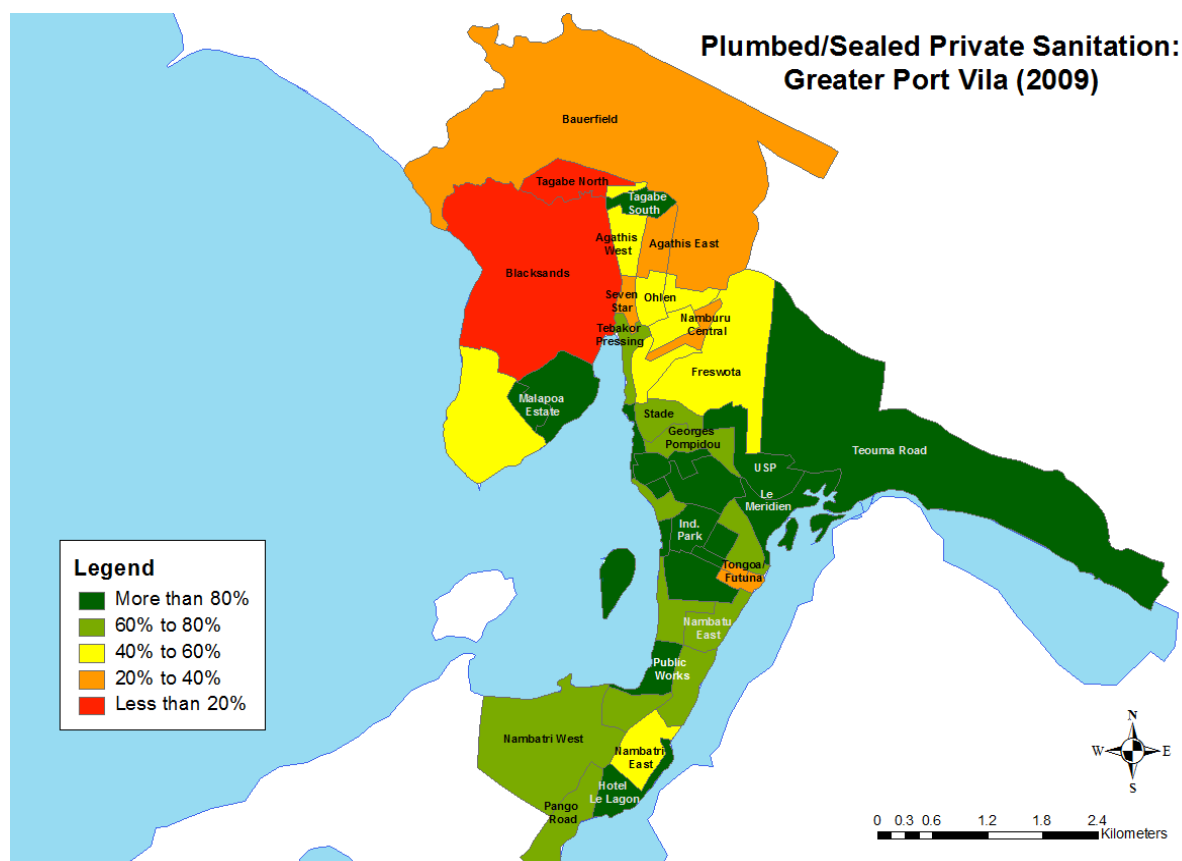 Plumbed/Sealed Private Sanitation:
Greater Port Vila (2009)
Bauerfield
Tagabe North
Tagabe
South
Agathis
West
Agathis East
Blacksands
Seven
Star
Ohlen
Namburu
Central
Tebakor
Pressing
Freswota
Malapoa
Estate
Stade
Georges
Pompidou
Teouma Road
USP
Le
Meridien
Ind.
Park
Tongoa/
Futuna
Nambatu
East
Public
Works
Nambatri West
Nambatri
East
Hotel
Le Lagon
Pango
Road
Legend
More than 80%
60% to 80%
40% to 60%
20% to 40%
Less than 20%
N
W E
S
0 0.3 0.6 1.2 1.8 2.4
Kilometers